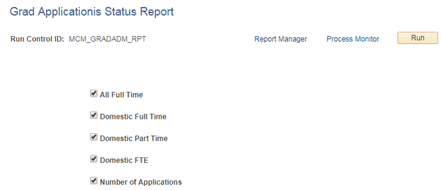 Grad Applicationis Status Report
Run Control ID: MCM_GRADADM_RPT Report Manager Process Monitor Run
All Full Time
Domestic Full Time
Domestic Part Time
Domestic FTE
Number of Applications